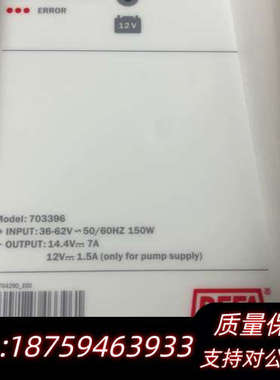 ERROR
12V
Model: 703396
INPUT: 36-62V ~ 50/60HZ 150W
OUTPUT: 14.4V⎓ 7A
12V⎓ 1.5A (only for pump supply)
DEFA
质量保
:18759463933
支持对公